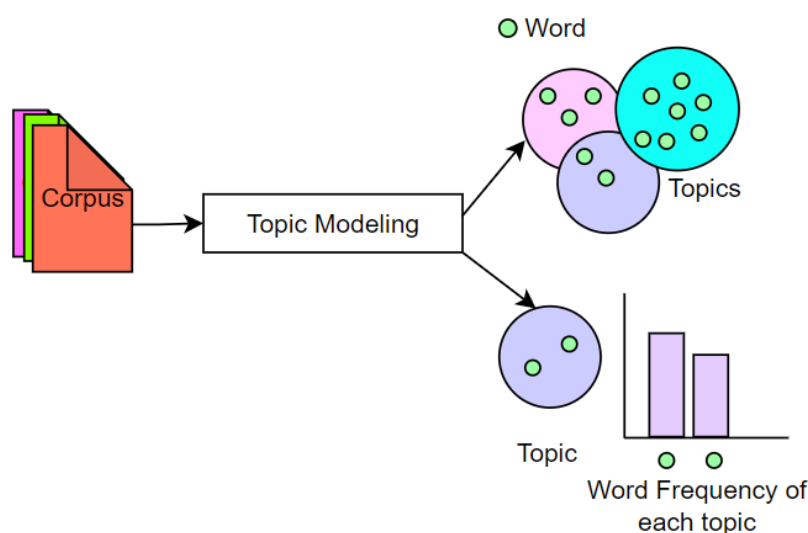 Word
Corpus
Topic Modeling
Topics
Topic
Word Frequency of
each topic